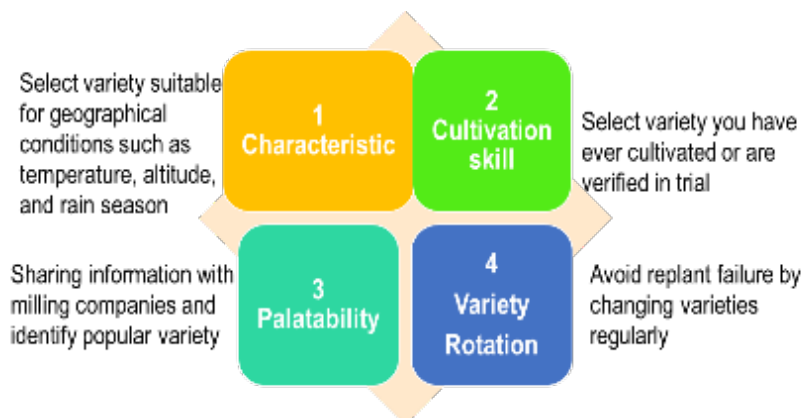 Select variety suitable
for geographical
conditions such as
temperature, altitude,
and rain season
1
Characteristic
2
Cultivation
skill
Select variety you have
ever cultivated or are
verified in trial
Sharing information with
milling companies and
identify popular variety
3
Palatability
4
Variety
Rotation
Avoid replant failure by
changing varieties
regularly